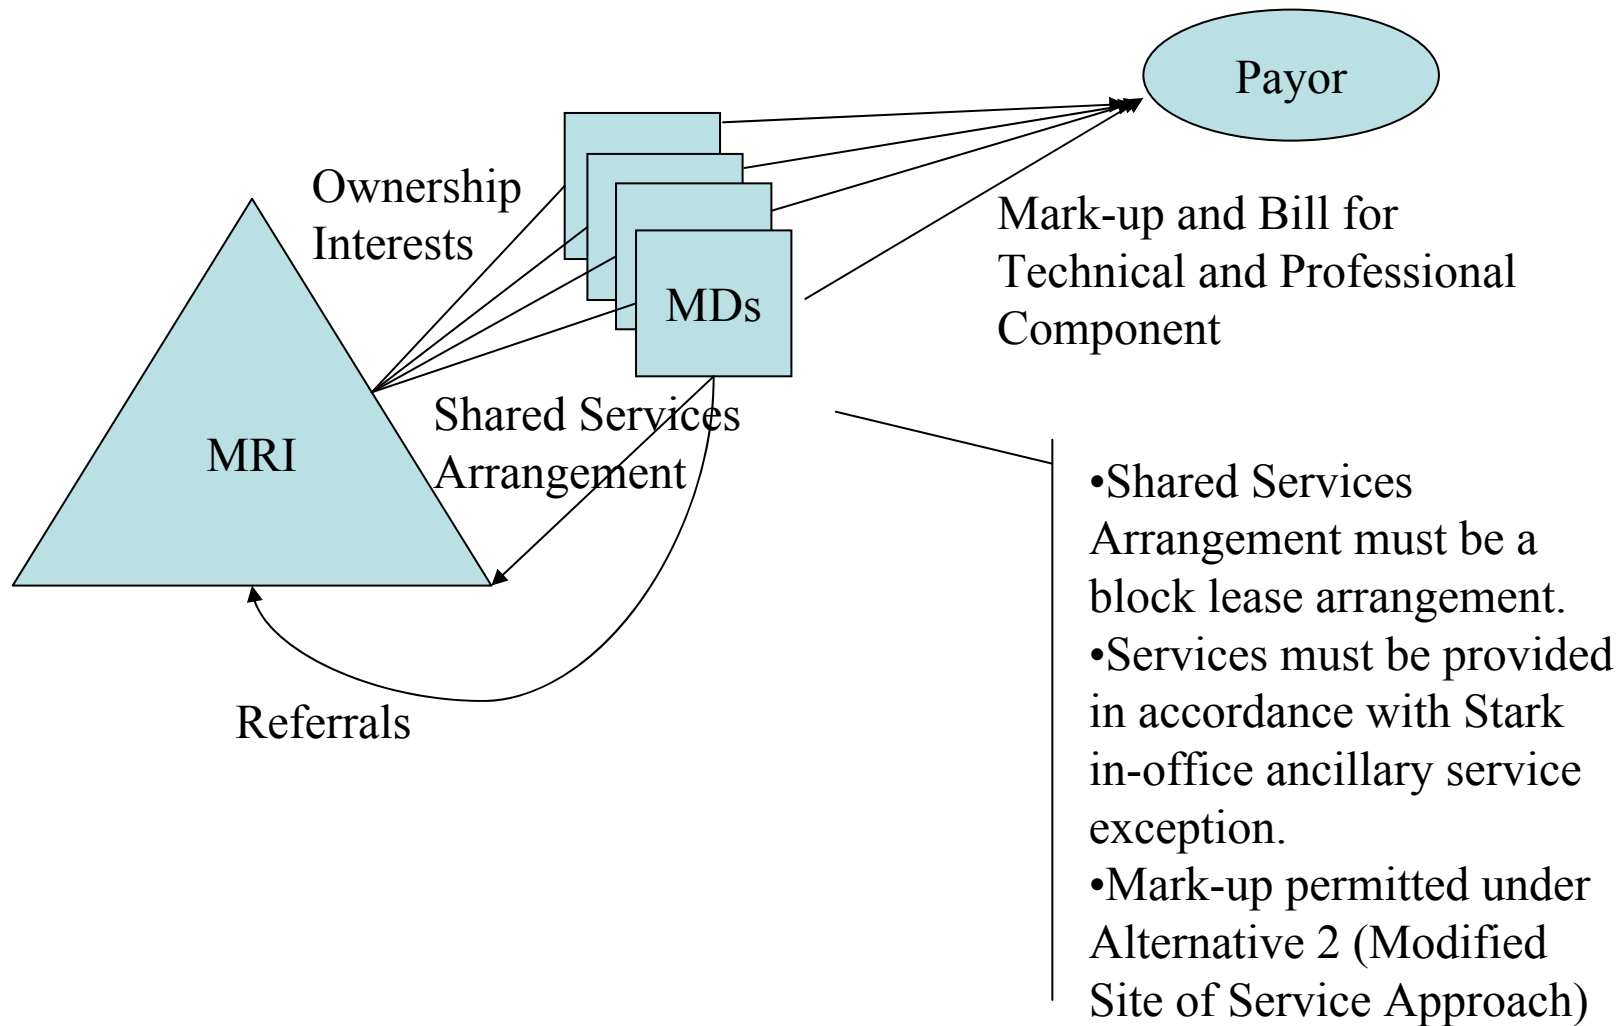 Payor
Ownership
Interests
Mark-up and Bill for
Technical and Professional
Component
MDs
MRI
Shared Services
Arrangement
Referrals
•Shared Services
Arrangement must be a
block lease arrangement.
•Services must be provided
in accordance with Stark
in-office ancillary service
exception.
•Mark-up permitted under
Alternative 2 (Modified
Site of Service Approach)